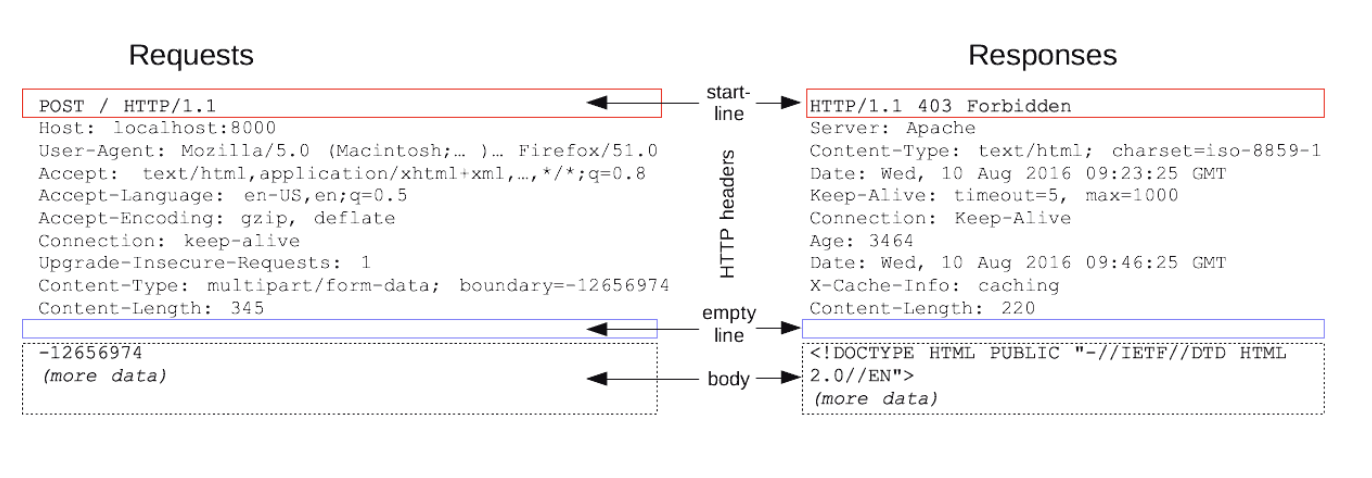 Requests
POST / HTTP/1.1
Host: localhost:8000
User-Agent: Mozilla/5.0 (Macintosh;… )… Firefox/51.0
Accept: text/html,application/xhtml+xml,…,*/*;q=0.8
Accept-Language: en-US,en;q=0.5
Accept-Encoding: gzip, deflate
Connection: keep-alive
Upgrade-Insecure-Requests: 1
Content-Type: multipart/form-data; boundary=-12656974
Content-Length: 345
-12656974
(more data)
start-
line
HTTP headers
empty
line
body
Responses
HTTP/1.1 403 Forbidden
Server: Apache
Content-Type: text/html; charset=iso-8859-1
Date: Wed, 10 Aug 2016 09:23:25 GMT
Keep-Alive: timeout=5, max=1000
Connection: Keep-Alive
Age: 3464
Date: Wed, 10 Aug 2016 09:46:25 GMT
X-Cache-Info: caching
Content-Length: 220
<!DOCTYPE HTML PUBLIC "-//IETF//DTD HTML
2.0//EN">
(more data)